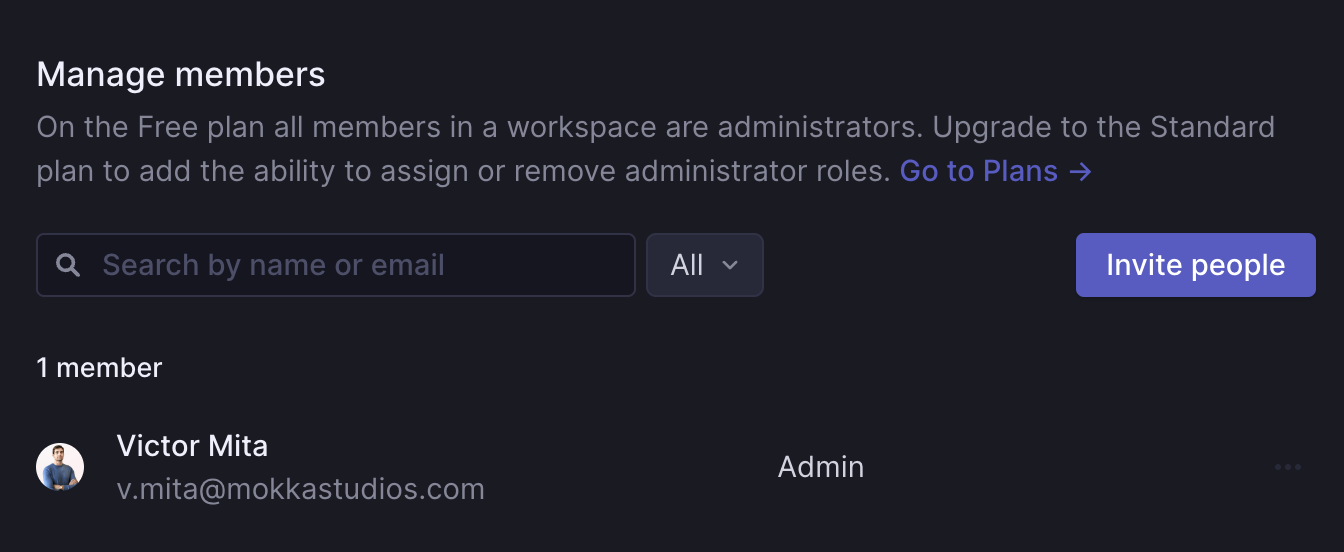 Manage members
On the Free plan all members in a workspace are administrators. Upgrade to the Standard
plan to add the ability to assign or remove administrator roles. Go to Plans →
Search by name or email
All
Invite people
1 member
Victor Mita
v.mita@mokkastudios.com
Admin